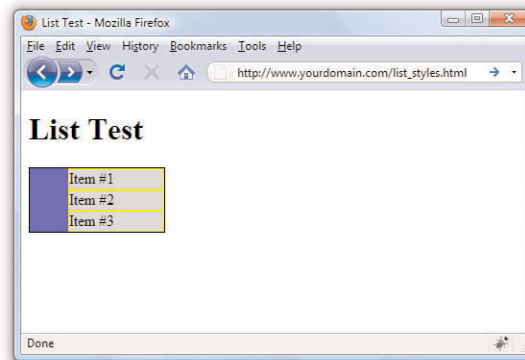 List Test - Mozilla Firefox
File Edit View History Bookmarks Tools Help
http://www.yourdomain.com/list_styles.html
List Test
Item #1
Item #2
Item #3
Done